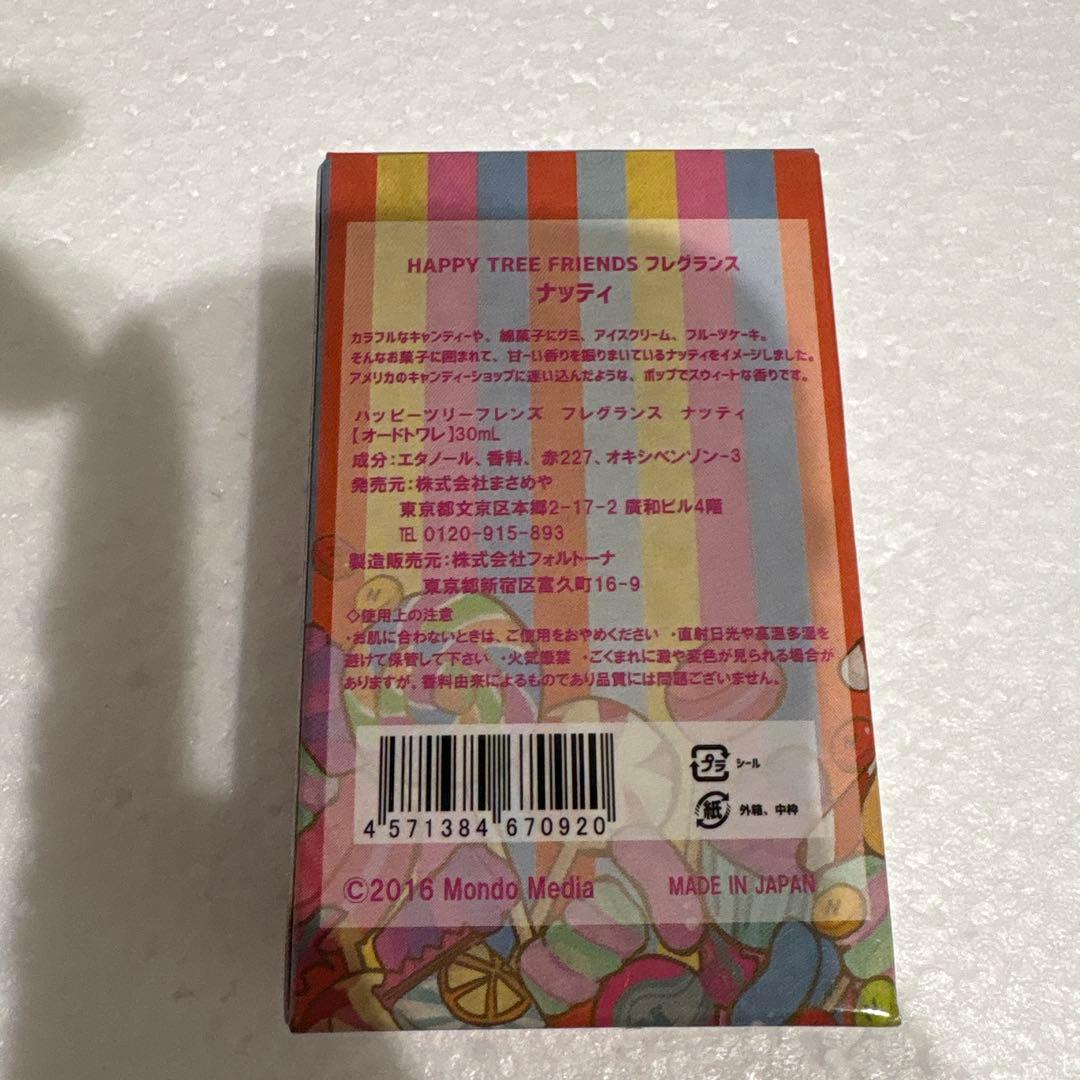 HAPPY TREE FRIENDS フレグランス
ナッティ
カラフルなキャンディーや、綿菓子にグミ、アイスクリーム、フルーツケーキ。
そんなお菓子に囲まれて、甘ーい香りを振りまいているナッティをイメージしました。
アメリカのキャンディーショップに迷い込んだような、ポップでスウィートな香りです。
ハッピーツリーフレンズ フレグランス ナッティ
【オードトワレ】30mL
成分:エタノール、香料、赤227、オキシベンゾン-3
発売元:株式会社まさめや
東京都文京区本郷2-17-2 廣和ビル4階
TEL 0120-915-893
製造販売元:株式会社フォルトーナ
東京都新宿区富久町16-9
◇使用上の注意
・お肌に合わないときは、ご使用をおやめください ・直射日光や高温多湿を
避けて保管して下さい ・火気厳禁 ・ごくまれに澱や変色が見られる場合が
ありますが、香料由来によるものであり品質には問題ございません。
プラ シール
紙 外箱、中枠
4 571384 670920
©2016 Mondo Media MADE IN JAPAN
N
N